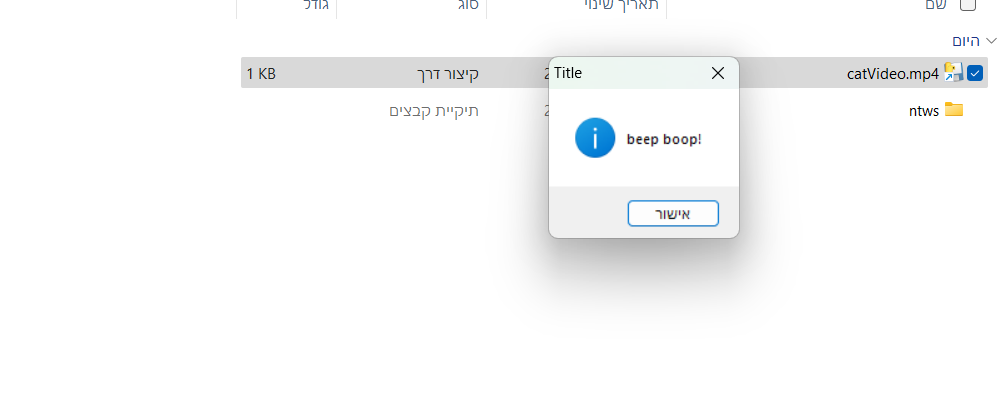 שם תאריך שינוי סוג גודל
היום
catVideo.mp4 2 קיצור דרך 1 KB
ntws 2 תיקיית קבצים
Title
beep boop!
אישור